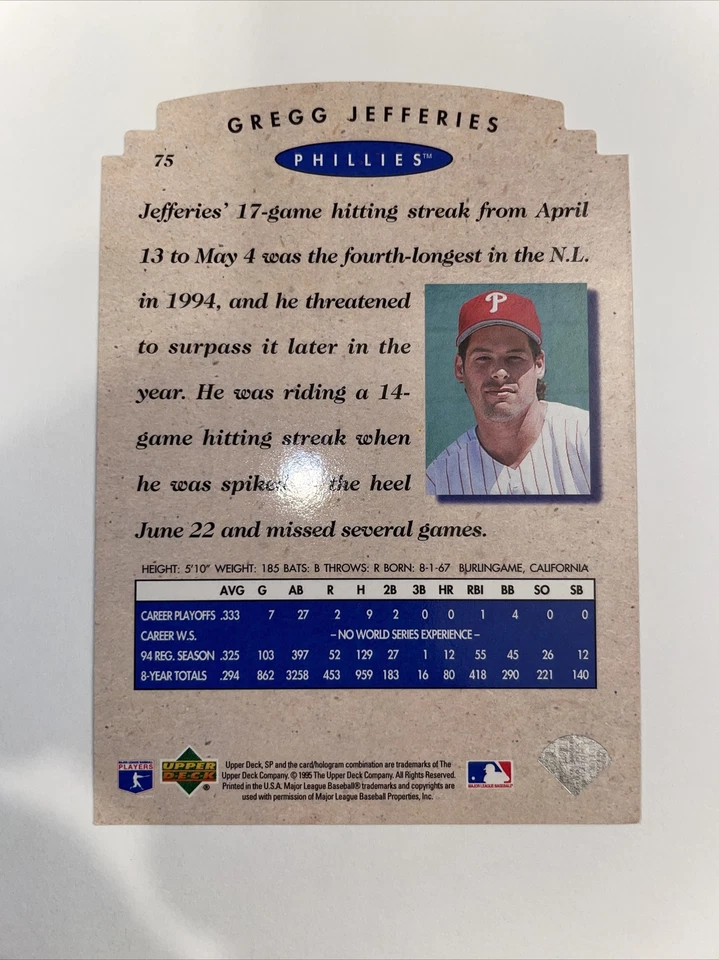 GREGG JEFFERIES
75
PHILLIES™
Jefferies' 17-game hitting streak from April
13 to May 4 was the fourth-longest in the N.L.
in 1994, and he threatened
to surpass it later in the
year. He was riding a 14-
game hitting streak when
he was spiked the heel
June 22 and missed several games.
HEIGHT: 5'10" WEIGHT: 185 BATS: B THROWS: R BORN: 8-1-67 BURLINGAME, CALIFORNIA
AVG G AB R H 2B 3B HR RBI BB SO SB
CAREER PLAYOFFS .333 7 27 2 9 2 0 0 1 4 0 0
CAREER W.S. – NO WORLD SERIES EXPERIENCE –
94 REG. SEASON .325 103 397 52 129 27 1 12 55 45 26 12
8-YEAR TOTALS .294 862 3258 453 959 183 16 80 418 290 221 140
PLAYERS
UPPER DECK ®
Upper Deck, SP and the card/hologram combination are trademarks of The
Upper Deck Company. © 1995 The Upper Deck Company. All Rights Reserved.
Printed in the U.S.A. Major League Baseball® trademarks and copyrights are
used with permission of Major League Baseball Properties, Inc.
MAJOR LEAGUE BASEBALL®
P